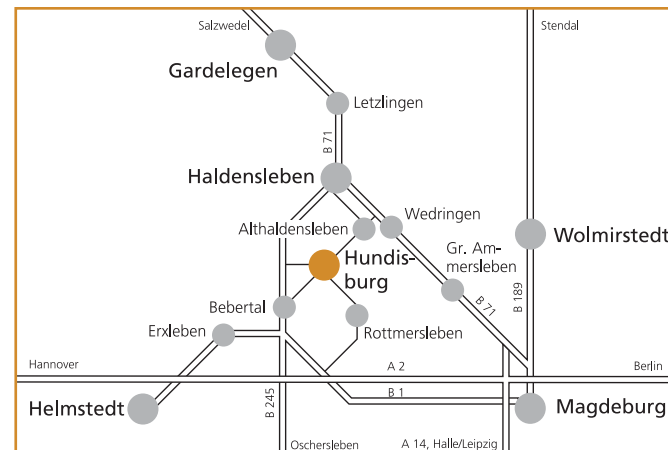 Salzwedel
Stendal
Gardelegen
Letzlingen
B 71
Haldensleben
Wedringen
Althaldensleben
Wolmirstedt
Hundis-
burg
Gr. Am-
mersleben
B 189
B 71
Bebertal
Erxleben
Rottmersleben
Hannover
A 2
Berlin
B 1
Helmstedt
B 245
Magdeburg
Oschersleben
A 14, Halle/Leipzig